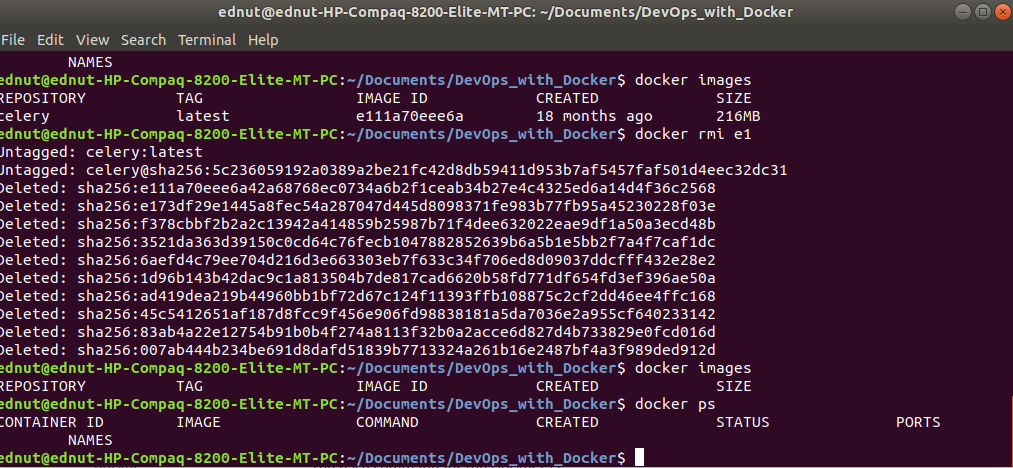 ednut@ednut-HP-Compaq-8200-Elite-MT-PC: ~/Documents/DevOps_with_Docker
File Edit View Search Terminal Help
NAMES
ednut@ednut-HP-Compaq-8200-Elite-MT-PC:~/Documents/DevOps_with_Docker$ docker images
REPOSITORY TAG IMAGE ID CREATED SIZE
celery latest e111a70eee6a 18 months ago 216MB
ednut@ednut-HP-Compaq-8200-Elite-MT-PC:~/Documents/DevOps_with_Docker$ docker rmi e1
Untagged: celery:latest
Untagged: celery@sha256:5c236059192a0389a2be21fc42d8db59411d953b7af5457faf501d4eec32dc31
Deleted: sha256:e111a70eee6a42a68768ec0734a6b2f1ceab34b27e4c4325ed6a14d4f36c2568
Deleted: sha256:e173df29e1445a8fec54a287047d445d8098371fe983b77fb95a45230228f03e
Deleted: sha256:f378cbbf2b2a2c13942a414859b25987b71f4dee632022eae9df1a50a3ecd48b
Deleted: sha256:3521da363d39150c0cd64c76fecb1047882852639b6a5b1e5bb2f7a4f7caf1dc
Deleted: sha256:6aefd4c79ee704d216d3e663303eb7f633c34f706ed8d09037ddcfff432e28e2
Deleted: sha256:1d96b143b42dac9c1a813504b7de817cad6620b58fd771df654fd3ef396ae50a
Deleted: sha256:ad419dea219b44960bb1bf72d67c124f11393ffb108875c2cf2dd46ee4ffc168
Deleted: sha256:45c5412651af187d8fcc9f456e906fd98838181a5da7036e2a955cf640233142
Deleted: sha256:83ab4a22e12754b91b0b4f274a8113f32b0a2acce6d827d4b733829e0fcd016d
Deleted: sha256:007ab444b234be691d8dafd51839b7713324a261b16e2487bf4a3f989ded912d
ednut@ednut-HP-Compaq-8200-Elite-MT-PC:~/Documents/DevOps_with_Docker$ docker images
REPOSITORY TAG IMAGE ID CREATED SIZE
ednut@ednut-HP-Compaq-8200-Elite-MT-PC:~/Documents/DevOps_with_Docker$ docker ps
CONTAINER ID IMAGE COMMAND CREATED STATUS PORTS
NAMES
ednut@ednut-HP-Compaq-8200-Elite-MT-PC:~/Documents/DevOps_with_Docker$